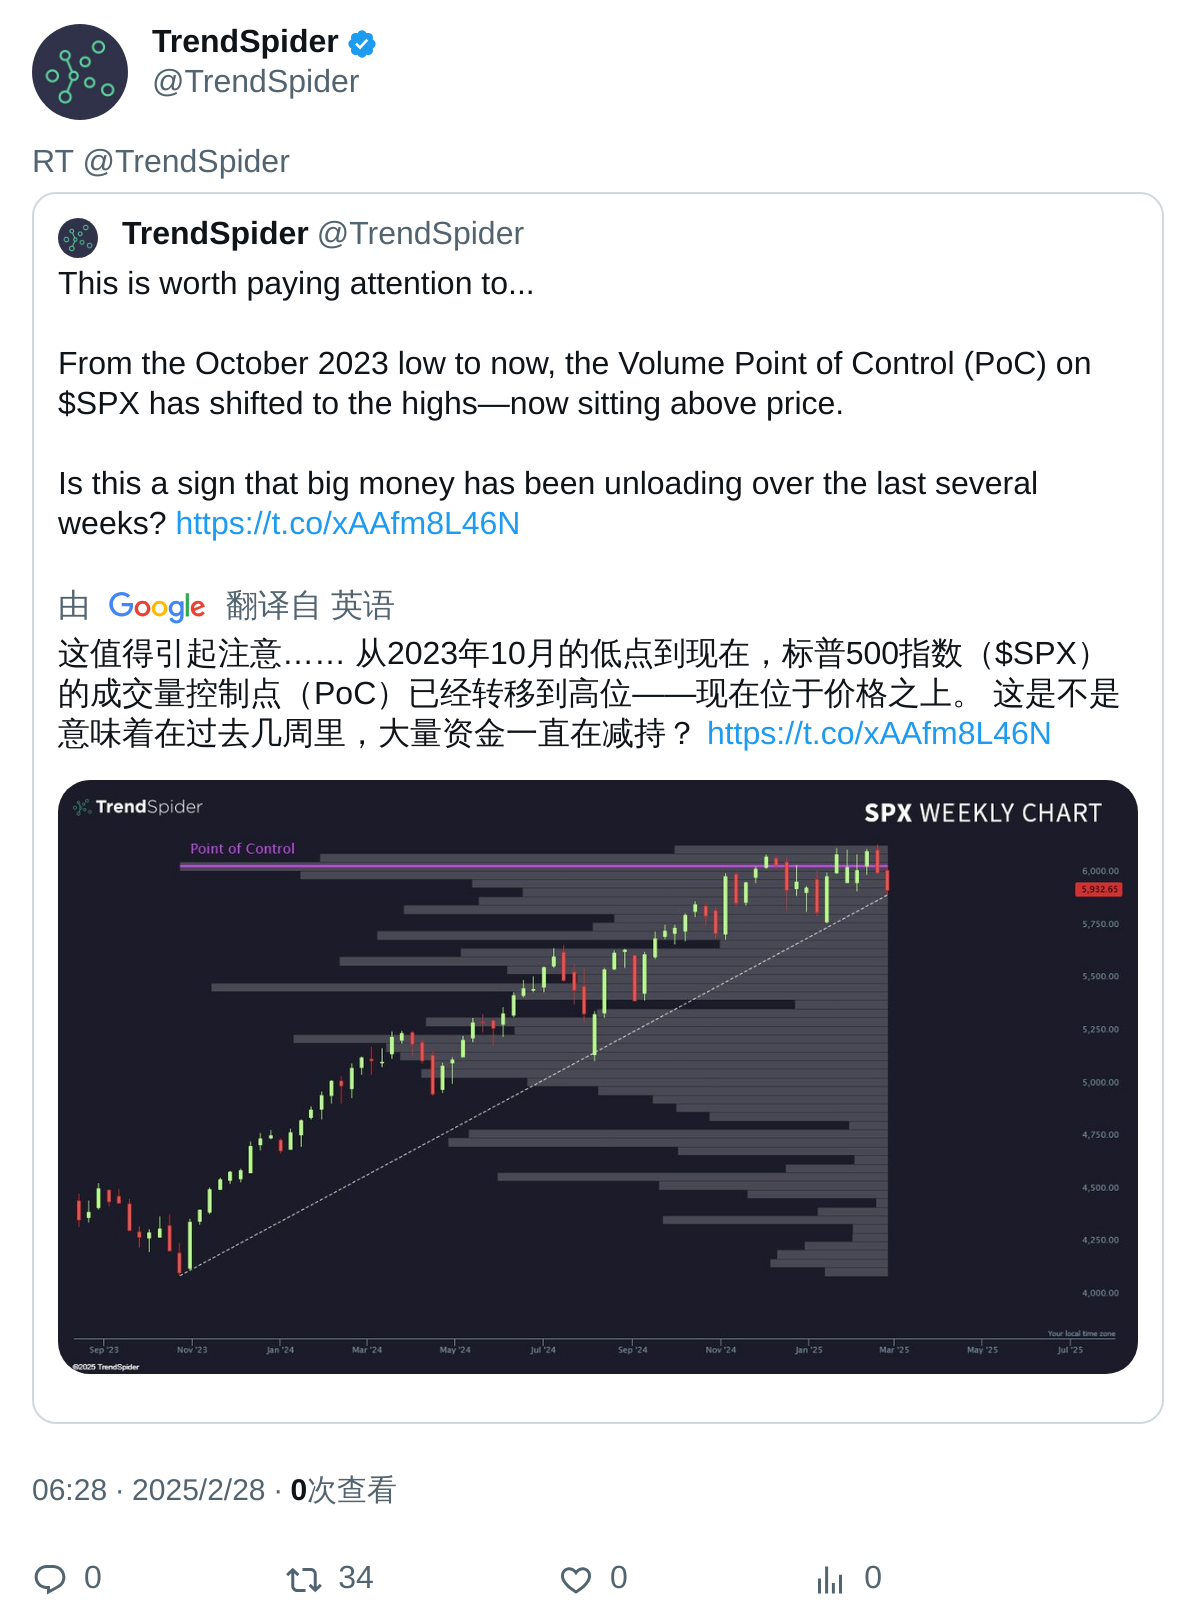 TrendSpider
@TrendSpider
RT @TrendSpider
TrendSpider @TrendSpider
This is worth paying attention to...
From the October 2023 low to now, the Volume Point of Control (PoC) on
$SPX has shifted to the highs—now sitting above price.
Is this a sign that big money has been unloading over the last several
weeks? https://t.co/xAAfm8L46N
由 Google 翻译自 英语
这值得引起注意…… 从2023年10月的低点到现在，标普500指数（$SPX）
的成交量控制点（PoC）已经转移到高位——现在位于价格之上。 这是不是
意味着在过去几周里，大量资金一直在减持？ https://t.co/xAAfm8L46N
TrendSpider
SPX WEEKLY CHART
Point of Control
6,000.00
5,932.65
5,750.00
5,500.00
5,250.00
5,000.00
4,750.00
4,500.00
4,250.00
4,000.00
Your local time zone
Sep '23 Nov '23 Jan '24 Mar '24 May '24 Jul '24 Sep '24 Nov '24 Jan '25 Mar '25 May '25 Jul '25
©2025 TrendSpider
06:28 · 2025/2/28 · 0次查看
0 34 0 0